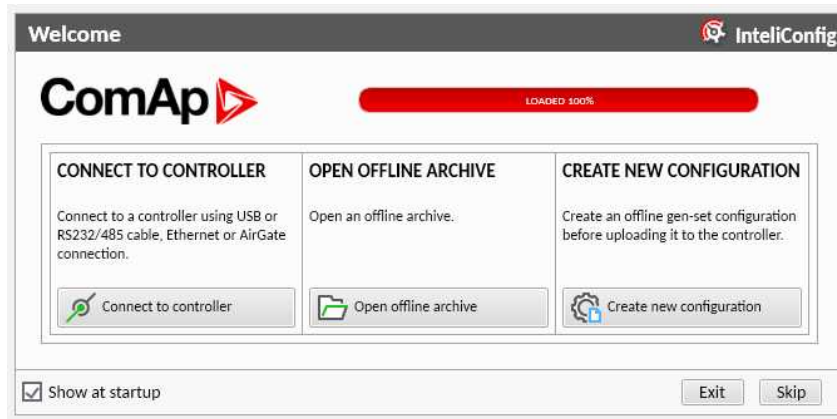 Welcome
InteliConfig
ComAp
LOADED 100%
CONNECT TO CONTROLLER
Connect to a controller using USB or
RS232/485 cable, Ethernet or AirGate
connection.
Connect to controller
OPEN OFFLINE ARCHIVE
Open an offline archive.
Open offline archive
CREATE NEW CONFIGURATION
Create an offline gen-set configuration
before uploading it to the controller.
Create new configuration
Show at startup
Exit
Skip